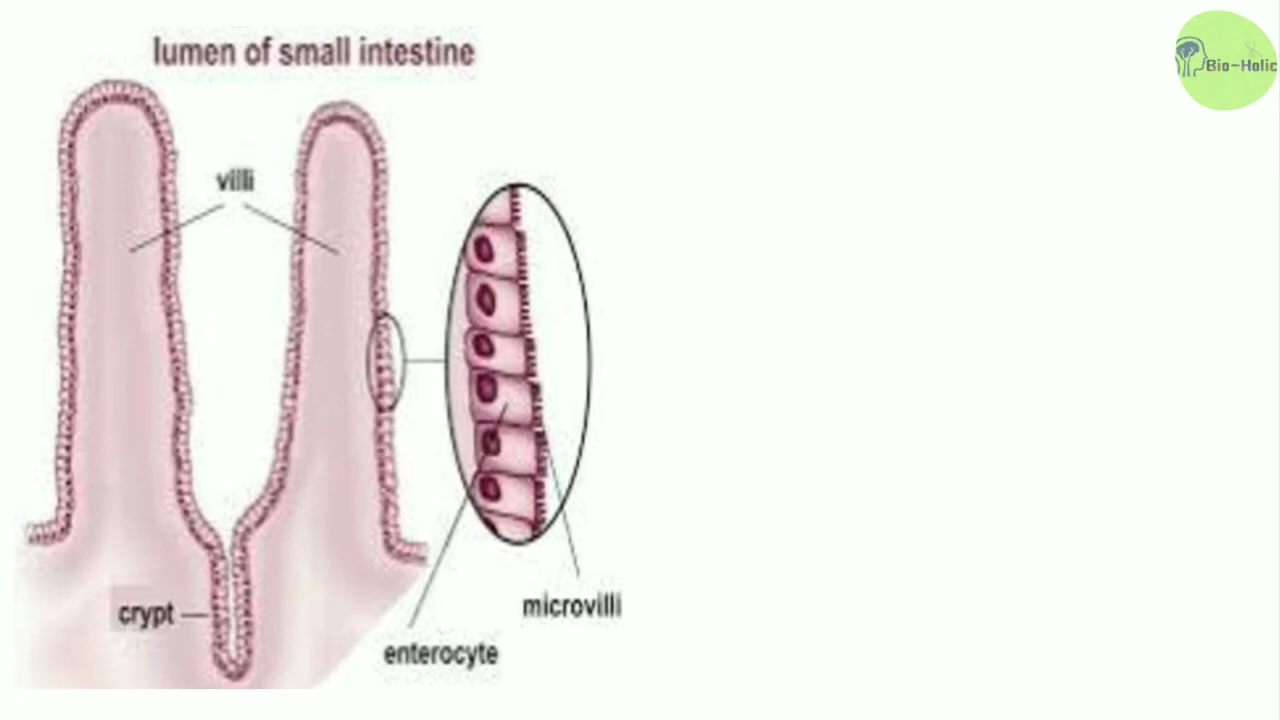 lumen of small intestine
Bio-Holic
villi
crypt
microvilli
enterocyte